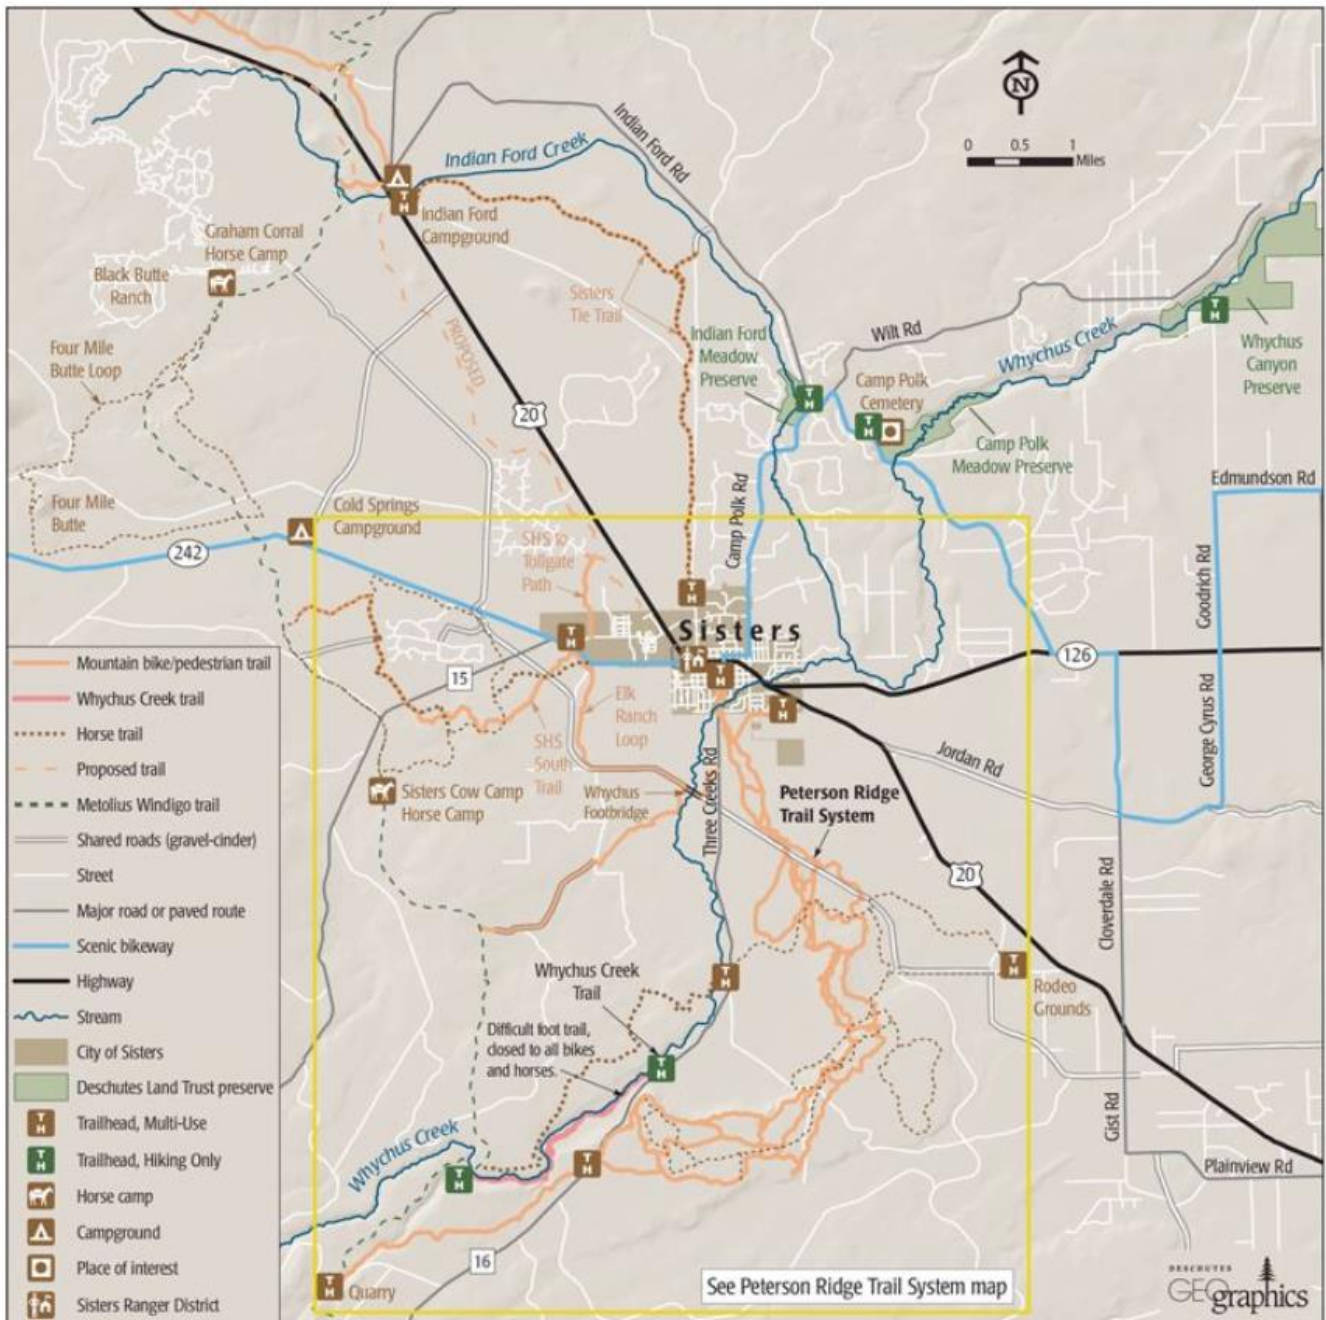 N
0 0.5 1
Miles
Indian Ford Rd
Indian Ford Creek
T
H
Indian Ford
Campground
Graham Corral
Horse Camp
Black Butte
Ranch
Sisters
Tie Trail
PROPOSED
Four Mile
Butte Loop
20
Indian Ford
Meadow
Preserve
Wilt Rd
Whychus Creek
T
H
Whychus
Canyon
Preserve
T
H
Camp Polk
Cemetery
T
H
Camp Polk
Meadow Preserve
Edmundson Rd
Four Mile
Butte
Cold Springs
Campground
242
SHS to
Tollgate
Path
Camp Polk Rd
Goodrich Rd
T
H
T
H
Sisters
T
H
T
H
126
15
Elk
Ranch
Loop
SHS
South
Trail
Jordan Rd
George Cyrus Rd
Sisters Cow Camp
Horse Camp
Whychus
Footbridge
Three Creeks Rd
Peterson Ridge
Trail System
20
Cloverdale Rd
Whychus Creek
Trail
T
H
T
H
Rodeo
Grounds
Difficult foot trail,
closed to all bikes
and horses.
T
H
Gist Rd
Plainview Rd
Whychus Creek
T
H
T
H
16
T
H
Quarry
See Peterson Ridge Trail System map
DESCHUTES
GEOgraphics
Mountain bike/pedestrian trail
Whychus Creek trail
Horse trail
Proposed trail
Metolius Windigo trail
Shared roads (gravel-cinder)
Street
Major road or paved route
Scenic bikeway
Highway
Stream
City of Sisters
Deschutes Land Trust preserve
T
H
Trailhead, Multi-Use
T
H
Trailhead, Hiking Only
Horse camp
Campground
Place of interest
Sisters Ranger District